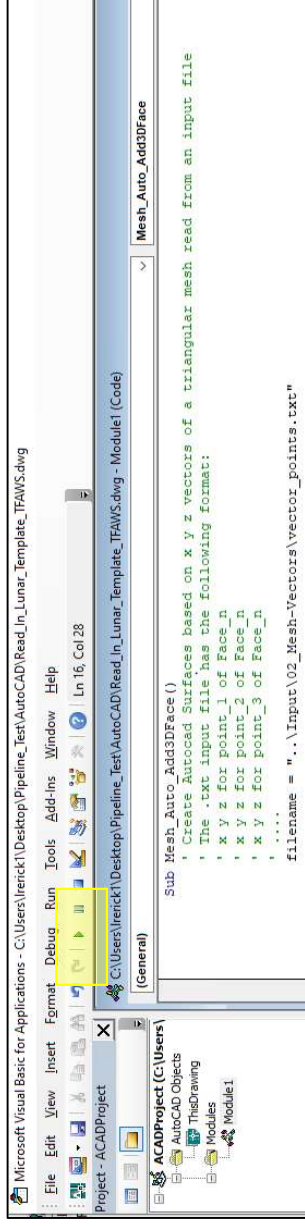 Microsoft Visual Basic for Applications - C:\Users\lrerick1\Desktop\Pipeline_Test\AutoCAD\Read_In_Lunar_Template_TFAWS.dwg
File Edit View Insert Format Debug Run Tools Add-Ins Window Help
Ln 16, Col 28
Project - ACADProject
ACADProject (C:\Users\
AutoCAD Objects
ThisDrawing
Modules
Module1
C:\Users\lrerick1\Desktop\Pipeline_Test\AutoCAD\Read_In_Lunar_Template_TFAWS.dwg - Module1 (Code)
(General)
Mesh_Auto_Add3DFace
Sub Mesh_Auto_Add3DFace()
' Create Autocad Surfaces based on x y z vectors of a triangular mesh read from an input file
' The .txt input file has the following format:
' x y z for point_1 of Face_n
' x y z for point_2 of Face_n
' x y z for point_3 of Face_n
' ....
filename = "..\Input\02_Mesh-Vectors\vector_points.txt"